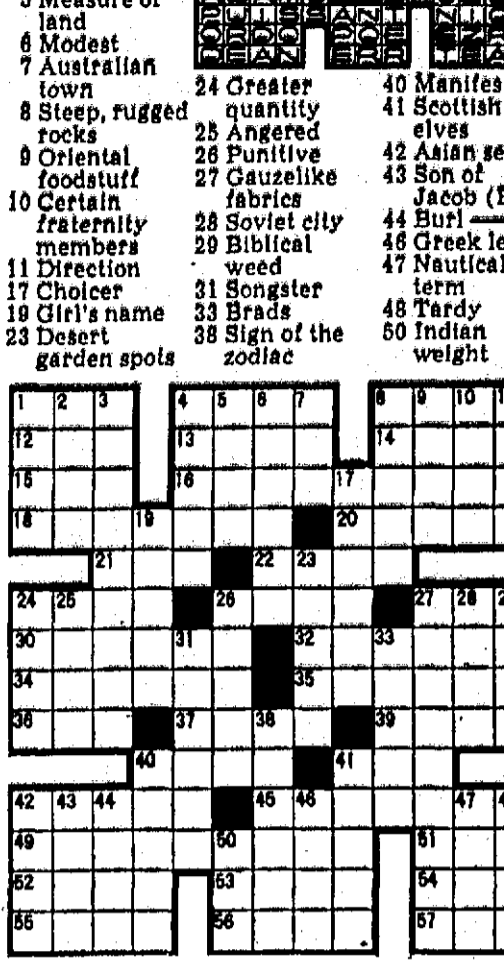 5 Measure of
land
6 Modest
7 Australian
town
8 Steep, rugged
rocks
9 Oriental
foodstuff
10 Certain
fraternity
members
11 Direction
17 Choicer
19 Girl's name
23 Desert
garden spots
24 Greater
quantity
25 Angered
26 Punitive
27 Gauzelike
fabrics
28 Soviet city
29 Biblical
weed
31 Songster
33 Brads
38 Sign of the
zodiac
40 Manifes
41 Scottish
elves
42 Asian se
43 Son of
Jacob (B
44 Burl
46 Greek le
47 Nautical
term
48 Tardy
50 Indian
weight
1 2 3 4 5 6 7 8 9 10 1
12 13 14
15 16 17
18 19 20
21 22 23
24 25 26 27 28 2
30 31 32 33
34 35
36 37 38 39
40 41
42 43 44 45 46 47 4
49 50 51
52 53 54
55 56 57